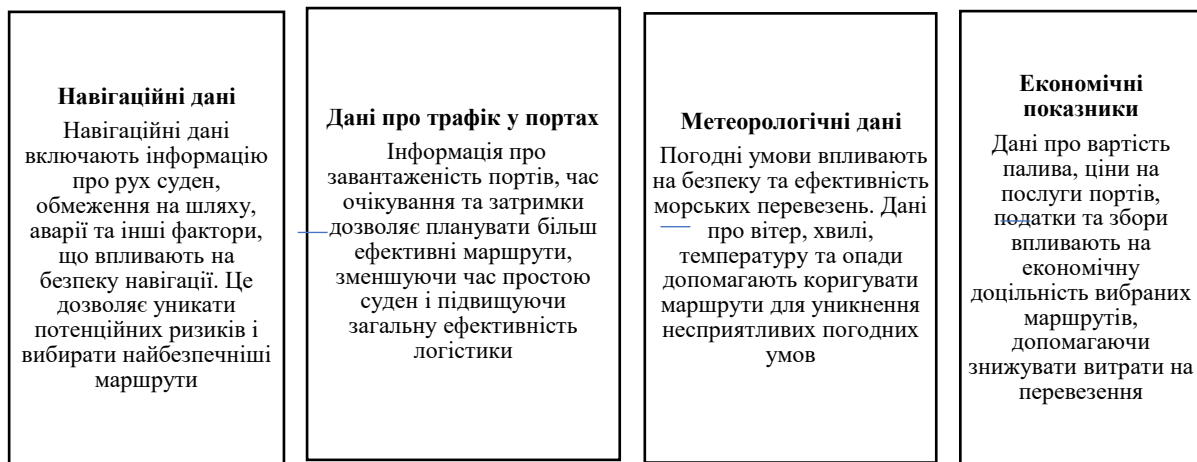 Навігаційні дані
Навігаційні дані
включають інформацію
про рух суден,
обмеження на шляху,
аварії та інші фактори,
що впливають на
безпеку навігації. Це
дозволяє уникати
потенційних ризиків і
вибирати найбезпечніші
маршрути
Дані про трафік у портах
Інформація про
завантаженість портів, час
очікування та затримки
дозволяє планувати більш
ефективні маршрути,
зменшуючи час простою
суден і підвищуючи
загальну ефективність
логістики
Метеорологічні дані
Погодні умови впливають
на безпеку та ефективність
морських перевезень. Дані
про вітер, хвилі,
температуру та опади
допомагають коригувати
маршрути для уникнення
несприятливих погодних
умов
Економічні
показники
Дані про вартість
палива, ціни на
послуги портів,
податки та збори
впливають на
економічну
доцільність вибраних
маршрутів,
допомагаючи
знижувати витрати на
перевезення